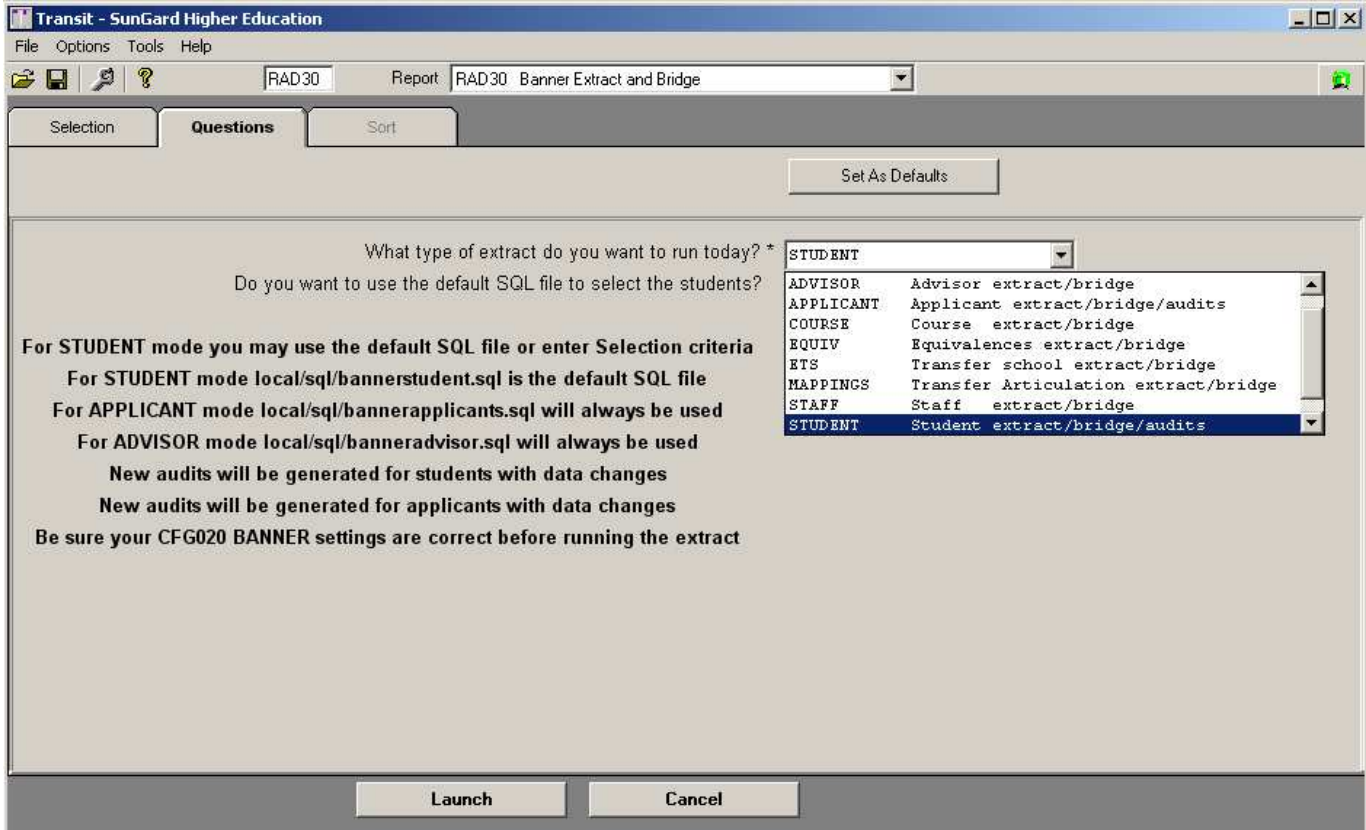 Transit - SunGard Higher Education
File Options Tools Help
RAD30 Report RAD30 Banner Extract and Bridge
Selection Questions Sort
Set As Defaults
What type of extract do you want to run today? * STUDENT
Do you want to use the default SQL file to select the students?
ADVISOR Advisor extract/bridge
APPLICANT Applicant extract/bridge/audits
COURSE Course extract/bridge
EQUIV Equivalences extract/bridge
ETS Transfer school extract/bridge
MAPPINGS Transfer Articulation extract/bridge
STAFF Staff extract/bridge
STUDENT Student extract/bridge/audits
For STUDENT mode you may use the default SQL file or enter Selection criteria
For STUDENT mode local/sql/bannerstudent.sql is the default SQL file
For APPLICANT mode local/sql/bannerapplicants.sql will always be used
For ADVISOR mode local/sql/banneradvisor.sql will always be used
New audits will be generated for students with data changes
New audits will be generated for applicants with data changes
Be sure your CFG020 BANNER settings are correct before running the extract
Launch Cancel